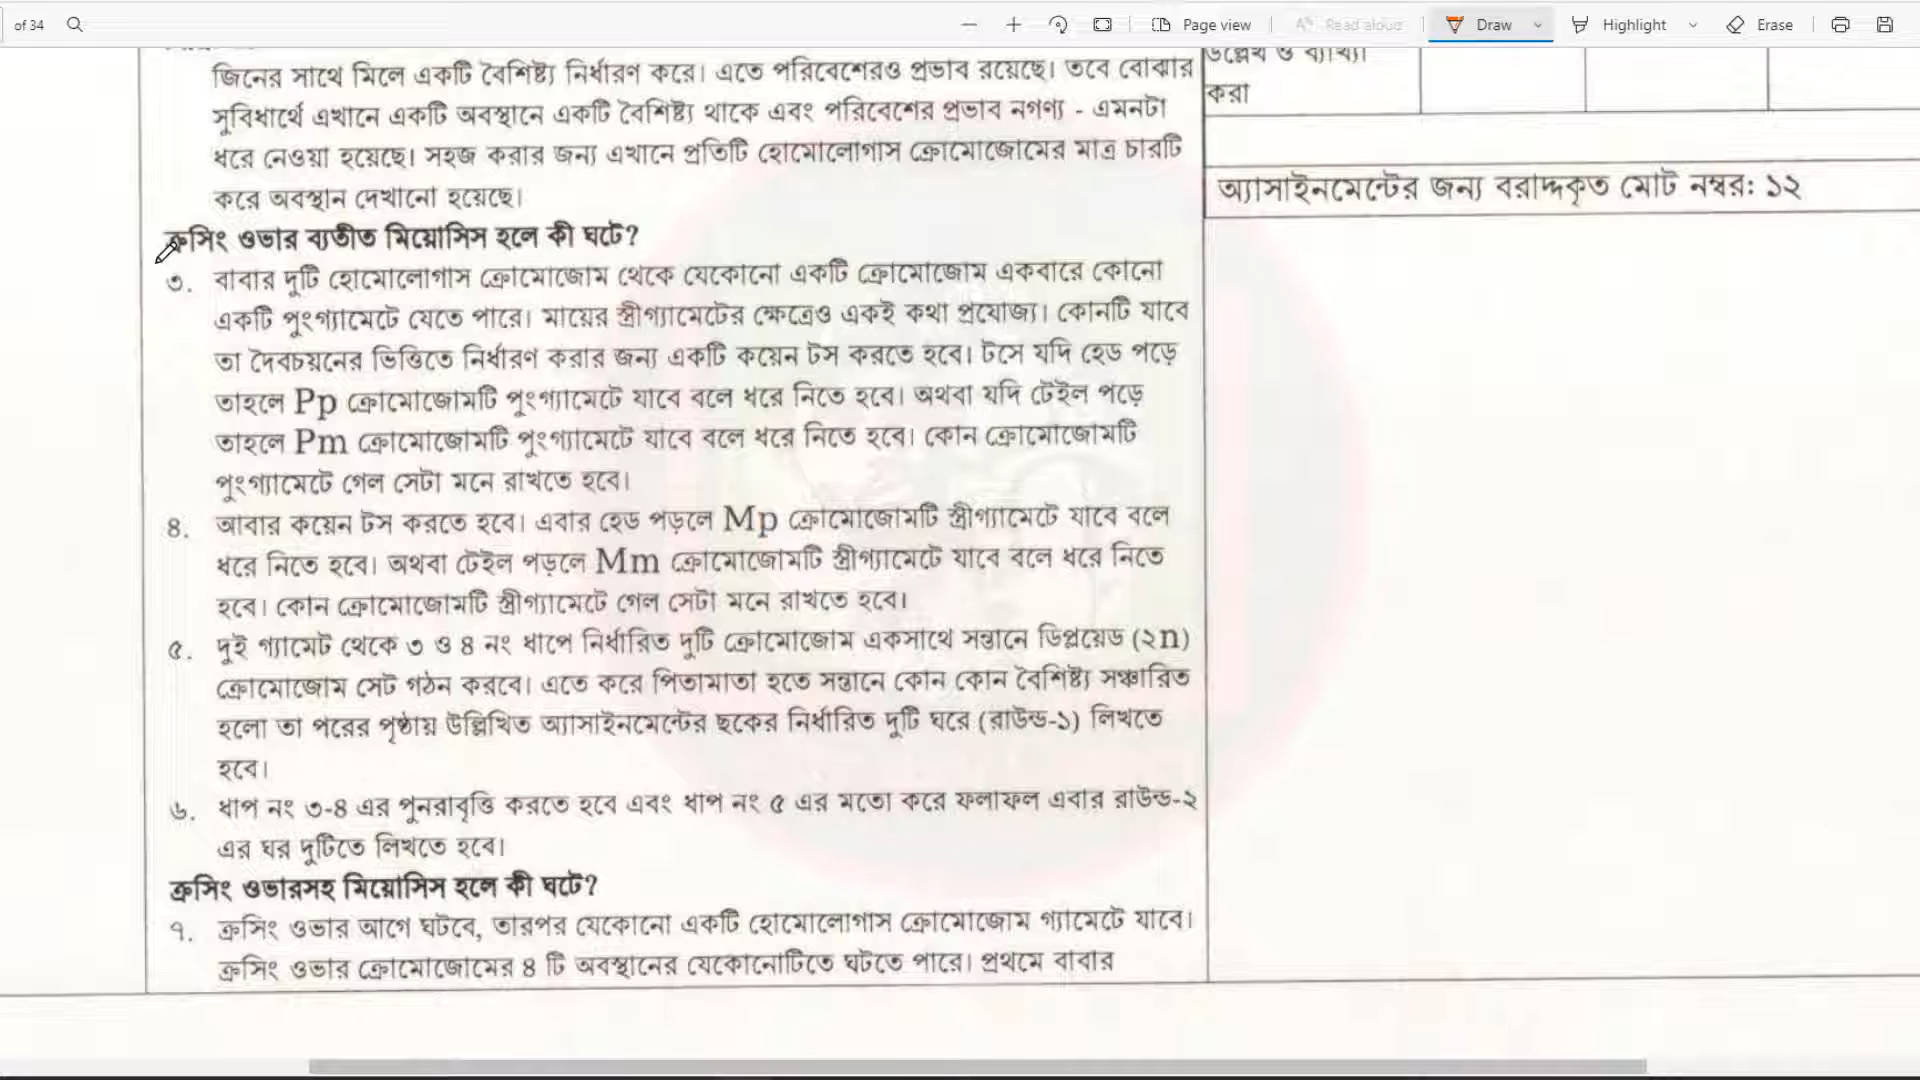 of 34
Page view
Read aloud
Draw
Highlight
Erase
জিনের সাথে মিলে একটি বৈশিষ্ট্য নির্ধারণ করে। এতে পরিবেশেরও প্রভাব রয়েছে। তবে বোঝার
সুবিধার্থে এখানে একটি অবস্থানে একটি বৈশিষ্ট্য থাকে এবং পরিবেশের প্রভাব নগণ্য - এমনটা
ধরে নেওয়া হয়েছে। সহজ করার জন্য এখানে প্রতিটি হোমোলোগাস ক্রোমোজোমের মাত্র চারটি
করে অবস্থান দেখানো হয়েছে।
ক্রসিং ওভার ব্যতীত মিয়োসিস হলে কী ঘটে?
৩. বাবার দুটি হোমোলোগাস ক্রোমোজোম থেকে যেকোনো একটি ক্রোমোজোম একবারে কোনো
একটি পুংগ্যামেটে যেতে পারে। মায়ের স্ত্রীগ্যামেটের ক্ষেত্রেও একই কথা প্রযোজ্য। কোনটি যাবে
তা দৈবচয়নের ভিত্তিতে নির্ধারণ করার জন্য একটি কয়েন টস করতে হবে। টসে যদি হেড পড়ে
তাহলে Pp ক্রোমোজোমটি পুংগ্যামেটে যাবে বলে ধরে নিতে হবে। অথবা যদি টেইল পড়ে
তাহলে Pm ক্রোমোজোমটি পুংগ্যামেটে যাবে বলে ধরে নিতে হবে। কোন ক্রোমোজোমটি
পুংগ্যামেটে গেল সেটা মনে রাখতে হবে।
৪. আবার কয়েন টস করতে হবে। এবার হেড পড়লে Mp ক্রোমোজোমটি স্ত্রীগ্যামেটে যাবে বলে
ধরে নিতে হবে। অথবা টেইল পড়লে Mm ক্রোমোজোমটি স্ত্রীগ্যামেটে যাবে বলে ধরে নিতে
হবে। কোন ক্রোমোজোমটি স্ত্রীগ্যামেটে গেল সেটা মনে রাখতে হবে।
৫. দুই গ্যামেট থেকে ৩ ও ৪ নং ধাপে নির্ধারিত দুটি ক্রোমোজোম একসাথে সন্তানে ডিপ্লয়েড (২n)
ক্রোমোজোম সেট গঠন করবে। এতে করে পিতামাতা হতে সন্তানে কোন কোন বৈশিষ্ট্য সঞ্চারিত
হলো তা পরের পৃষ্ঠায় উল্লিখিত অ্যাসাইনমেন্টের ছকের নির্ধারিত দুটি ঘরে (রাউন্ড-১) লিখতে
হবে।
৬. ধাপ নং ৩-৪ এর পুনরাবৃত্তি করতে হবে এবং ধাপ নং ৫ এর মতো করে ফলাফল এবার রাউন্ড-২
এর ঘর দুটিতে লিখতে হবে।
ক্রসিং ওভারসহ মিয়োসিস হলে কী ঘটে?
৭. ক্রসিং ওভার আগে ঘটবে, তারপর যেকোনো একটি হোমোলোগাস ক্রোমোজোম গ্যামেটে যাবে।
ক্রসিং ওভার ক্রোমোজোমের ৪ টি অবস্থানের যেকোনোটিতে ঘটতে পারে। প্রথমে বাবার
উল্লেখ ও ব্যাখ্যা
করা
অ্যাসাইনমেন্টের জন্য বরাদ্দকৃত মোট নম্বর: ১২